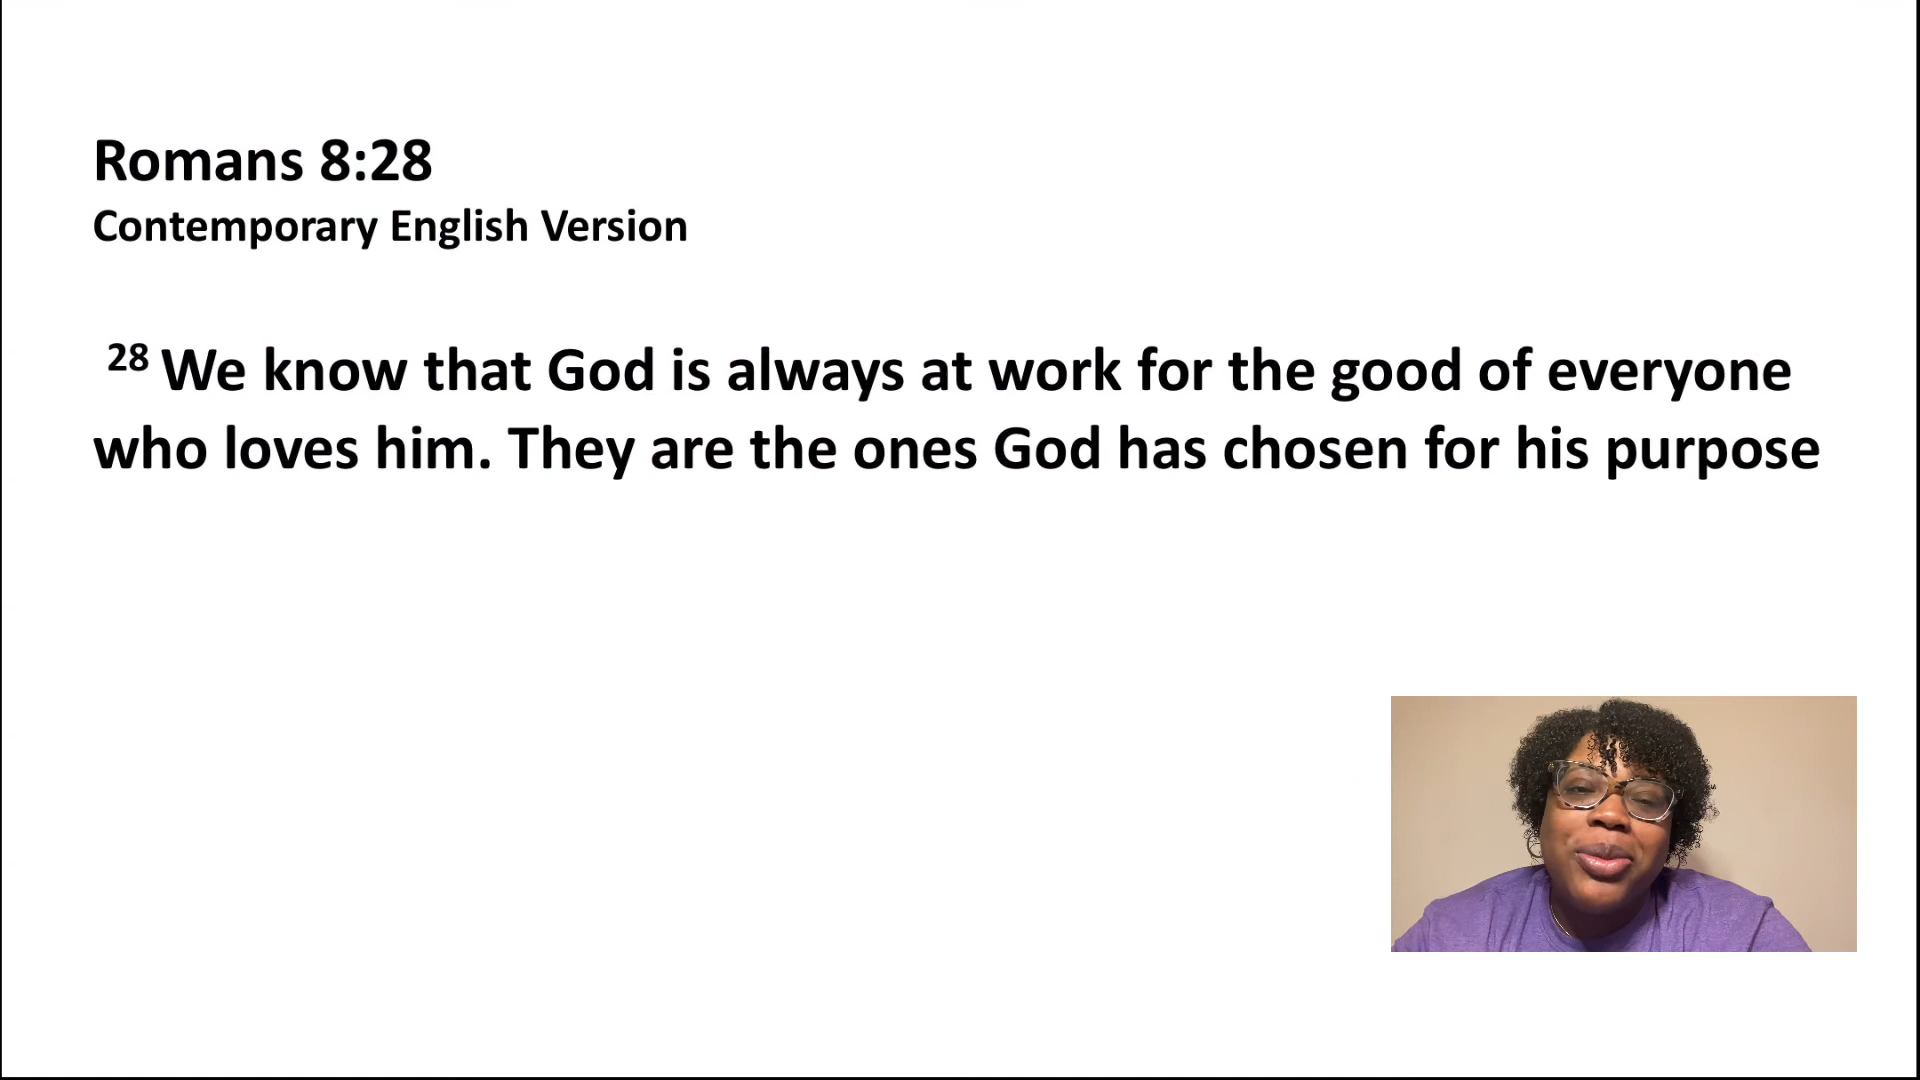 Romans 8:28
Contemporary English Version
28 We know that God is always at work for the good of everyone
who loves him. They are the ones God has chosen for his purpose